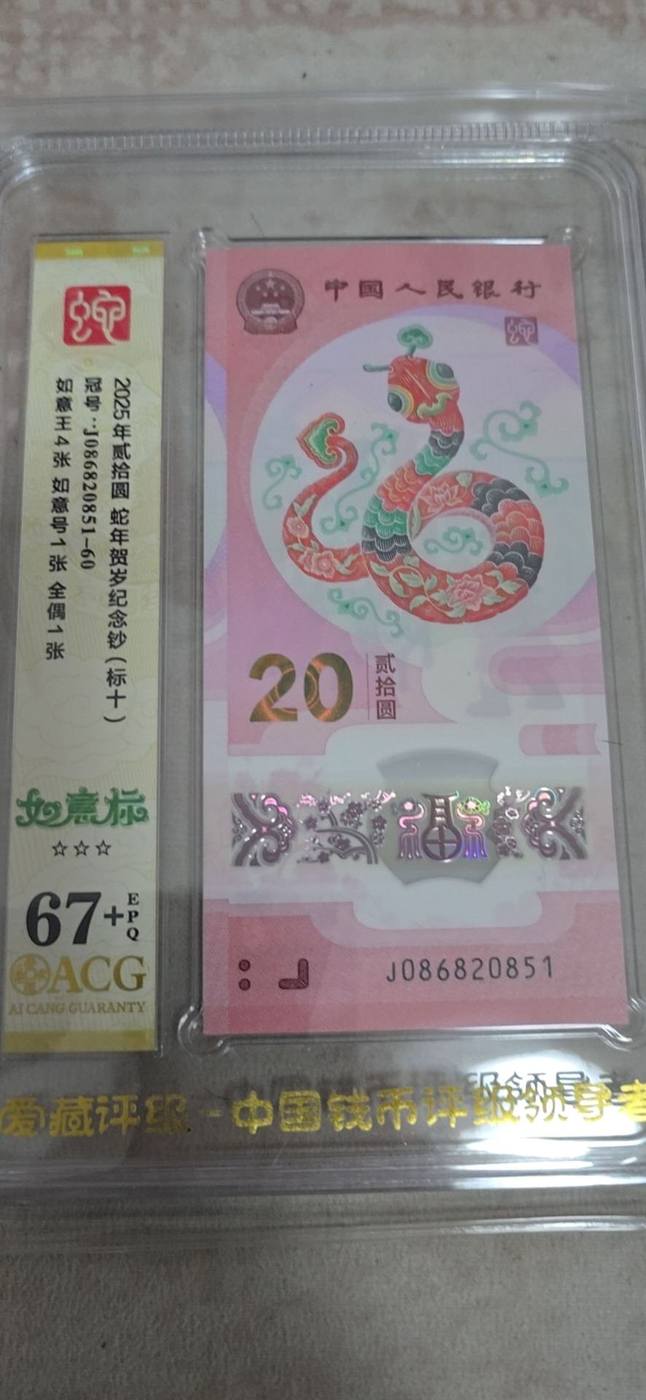 蛇
2025年贰拾圆 蛇年贺岁纪念钞(标十)
冠号:J086820851-60
如意王4张 如意号1张 全偶1张
如意标
☆☆☆
67+ EPQ
ACG
AI CANG GUARANTY
中国人民银行
蛇
20 贰拾圆
福
J086820851
爱藏评级-中国钱币评级领导者